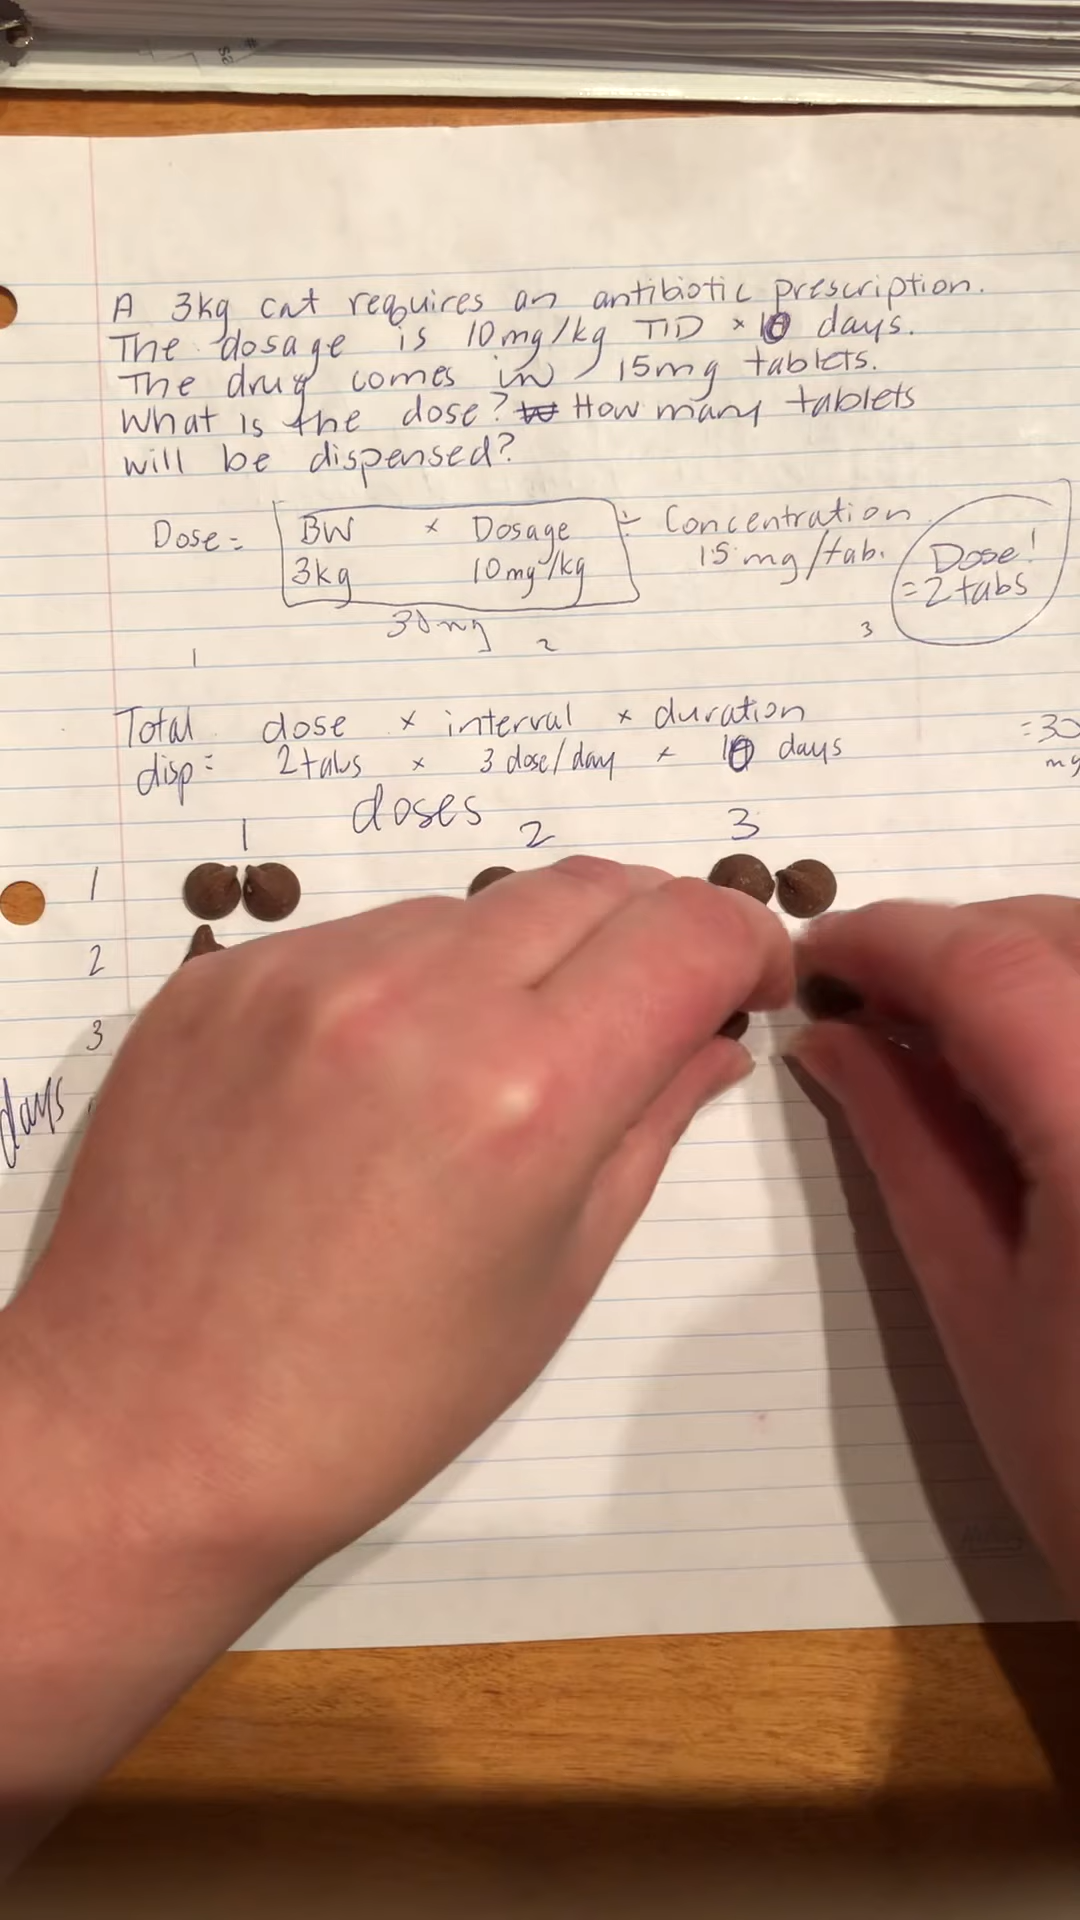 A 3kg cat requires an antibiotic prescription.
The dosage is 10mg/kg TID × 10 days.
The drug comes in 15mg tablets.
What is the dose? How many tablets
will be dispensed?
Dose = BW × Dosage ÷ Concentration
3kg 10mg/kg 15mg/tab.
Dose!
= 2 tabs
30mg
1 2 3
Total dose × interval × duration
disp = 2 tabs × 3 dose/day × 10 days
= 30
mg
doses
1 2 3
1
2
3
days